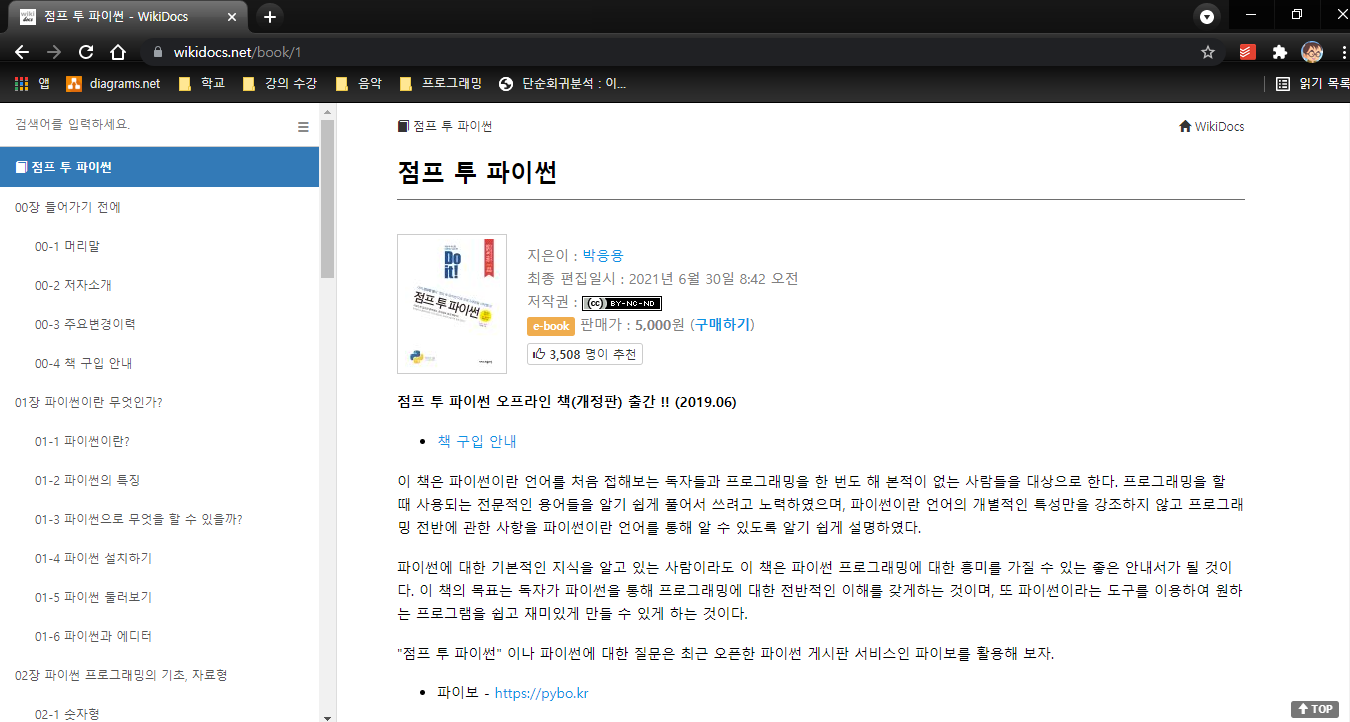 점프 투 파이썬 - WikiDocs
wikidocs.net/book/1
앱
diagrams.net
학교
강의 수강
음악
프로그래밍
단순회귀분석 : 이...
읽기 목록
검색어를 입력하세요.
점프 투 파이썬
00장 들어가기 전에
00-1 머리말
00-2 저자소개
00-3 주요변경이력
00-4 책 구입 안내
01장 파이썬이란 무엇인가?
01-1 파이썬이란?
01-2 파이썬의 특징
01-3 파이썬으로 무엇을 할 수 있을까?
01-4 파이썬 설치하기
01-5 파이썬 둘러보기
01-6 파이썬과 에디터
02장 파이썬 프로그래밍의 기초, 자료형
02-1 숫자형
점프 투 파이썬
WikiDocs
점프 투 파이썬
Do
it!
점프 투 파이썬
지은이 : 박응용
최종 편집일시 : 2021년 6월 30일 8:42 오전
저작권 : (cc) BY-NC-ND
e-book 판매가 : 5,000원 (구매하기)
3,508 명이 추천
점프 투 파이썬 오프라인 책(개정판) 출간 !! (2019.06)
책 구입 안내
이 책은 파이썬이란 언어를 처음 접해보는 독자들과 프로그래밍을 한 번도 해 본적이 없는 사람들을 대상으로 한다. 프로그래밍을 할
때 사용되는 전문적인 용어들을 알기 쉽게 풀어서 쓰려고 노력하였으며, 파이썬이란 언어의 개별적인 특성만을 강조하지 않고 프로그래
밍 전반에 관한 사항을 파이썬이란 언어를 통해 알 수 있도록 알기 쉽게 설명하였다.
파이썬에 대한 기본적인 지식을 알고 있는 사람이라도 이 책은 파이썬 프로그래밍에 대한 흥미를 가질 수 있는 좋은 안내서가 될 것이
다. 이 책의 목표는 독자가 파이썬을 통해 프로그래밍에 대한 전반적인 이해를 갖게하는 것이며, 또 파이썬이라는 도구를 이용하여 원하
는 프로그램을 쉽고 재미있게 만들 수 있게 하는 것이다.
"점프 투 파이썬" 이나 파이썬에 대한 질문은 최근 오픈한 파이썬 게시판 서비스인 파이보를 활용해 보자.
파이보 - https://pybo.kr
TOP